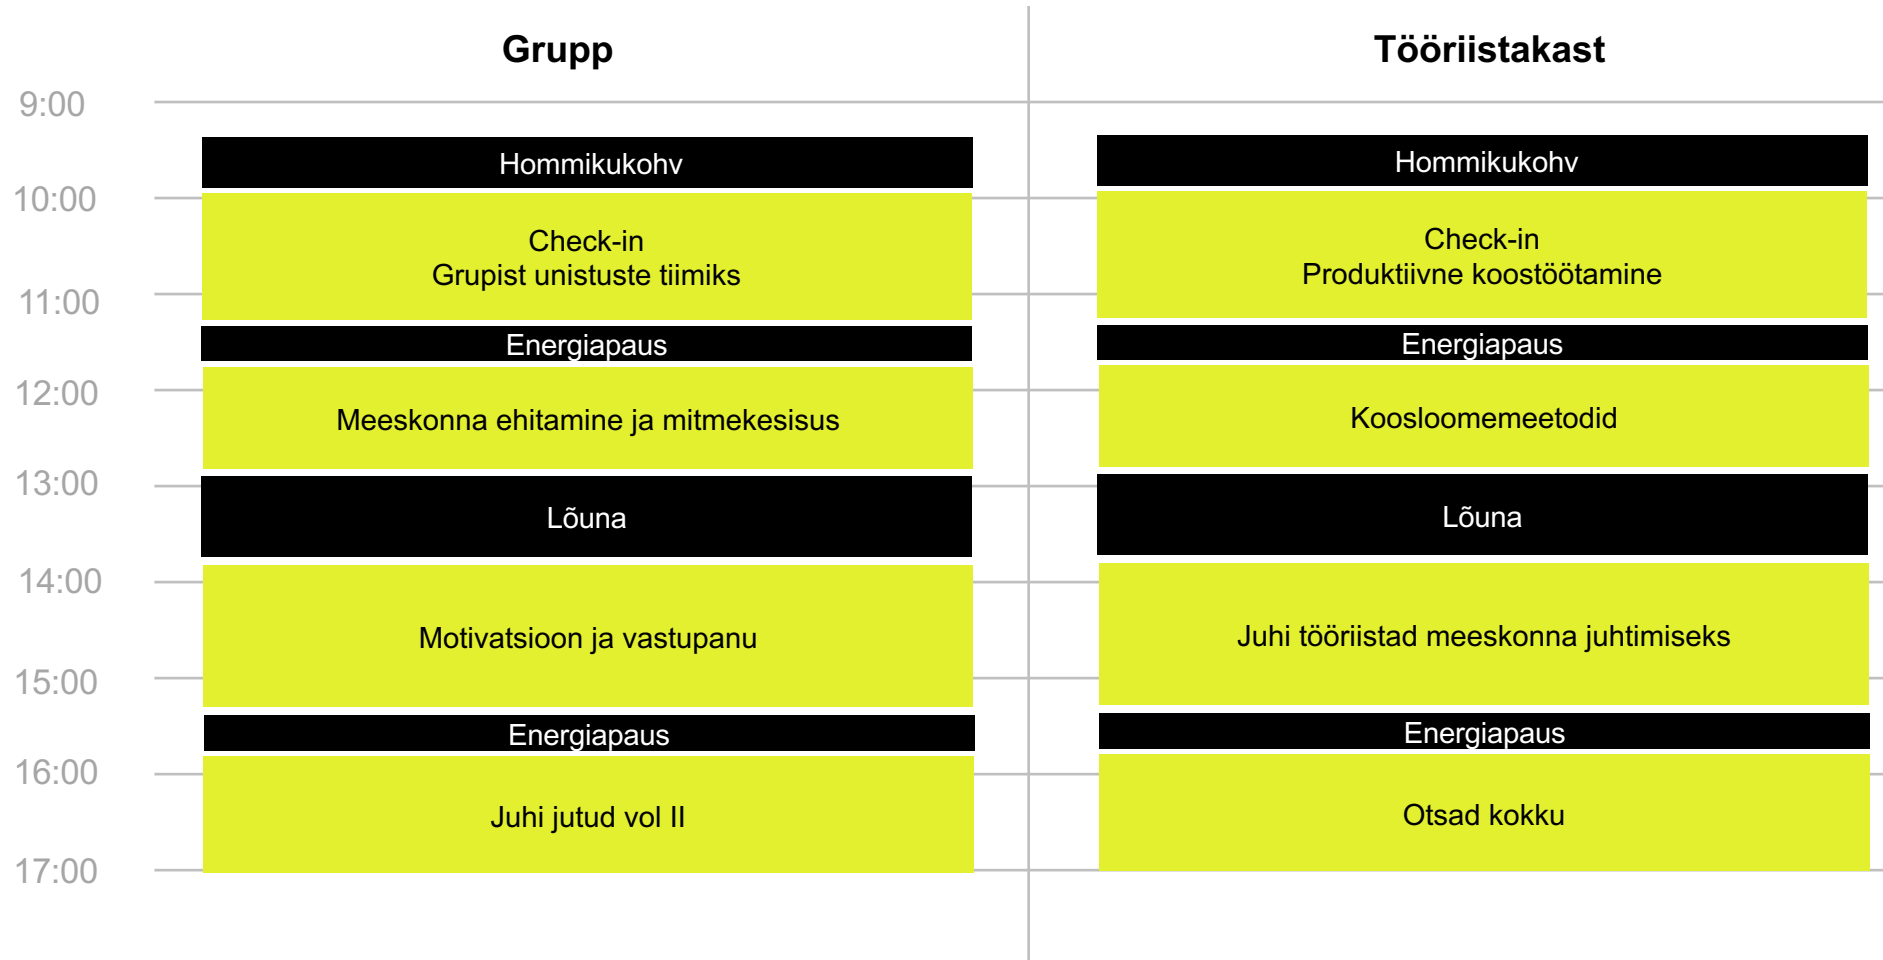 Grupp
Tööriistakast
9:00
10:00
11:00
12:00
13:00
14:00
15:00
16:00
17:00
Hommikukohv
Check-in
Grupist unistuste tiimiks
Energiapaus
Meeskonna ehitamine ja mitmekesisus
Lõuna
Motivatsioon ja vastupanu
Energiapaus
Juhi jutud vol II
Hommikukohv
Check-in
Produktiivne koostöötamine
Energiapaus
Koosloomemeetodid
Lõuna
Juhi tööriistad meeskonna juhtimiseks
Energiapaus
Otsad kokku